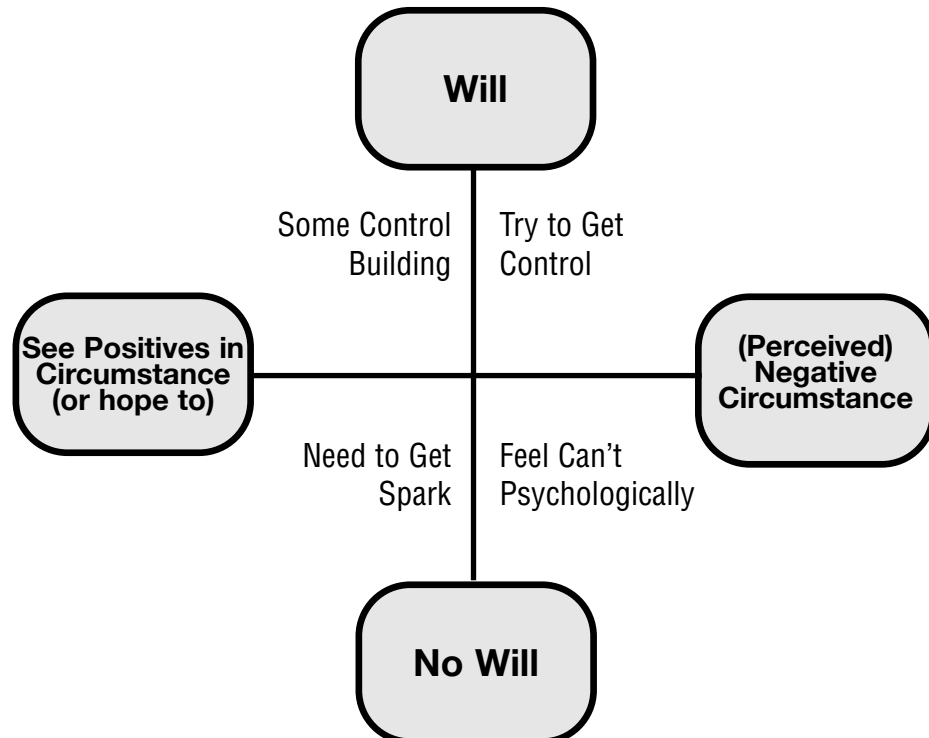 Will
Some Control
Building
Try to Get
Control
See Positives in
Circumstance
(or hope to)
(Perceived)
Negative
Circumstance
Need to Get
Spark
Feel Can’t
Psychologically
No Will